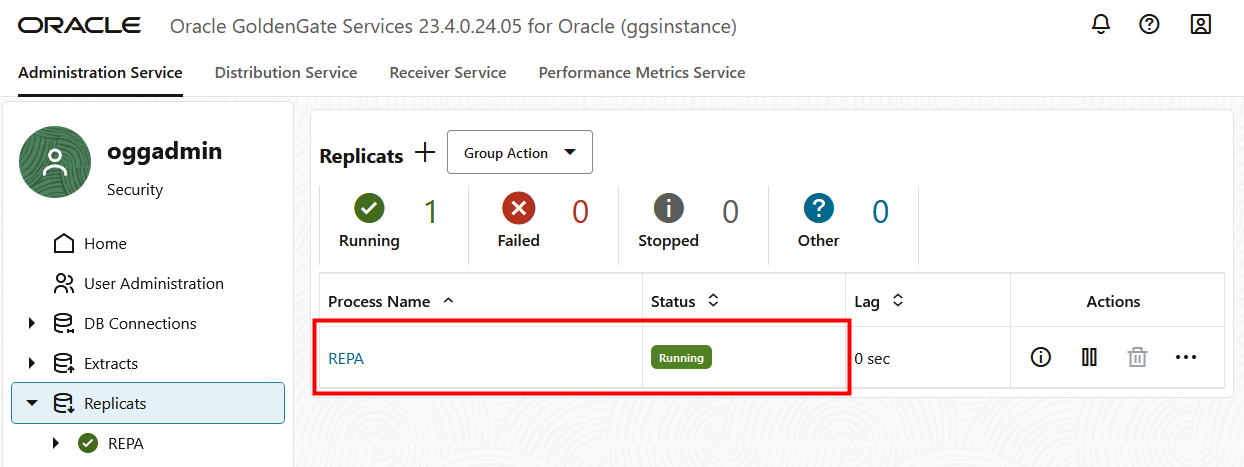 ORACLE Oracle GoldenGate Services 23.4.0.24.05 for Oracle (ggsinstance)
Administration Service Distribution Service Receiver Service Performance Metrics Service
oggadmin
Security
Home
User Administration
DB Connections
Extracts
Replicats
REPA
Replicats Group Action
1 0 0 0
Running Failed Stopped Other
Process Name Status Lag Actions
REPA Running 0 sec